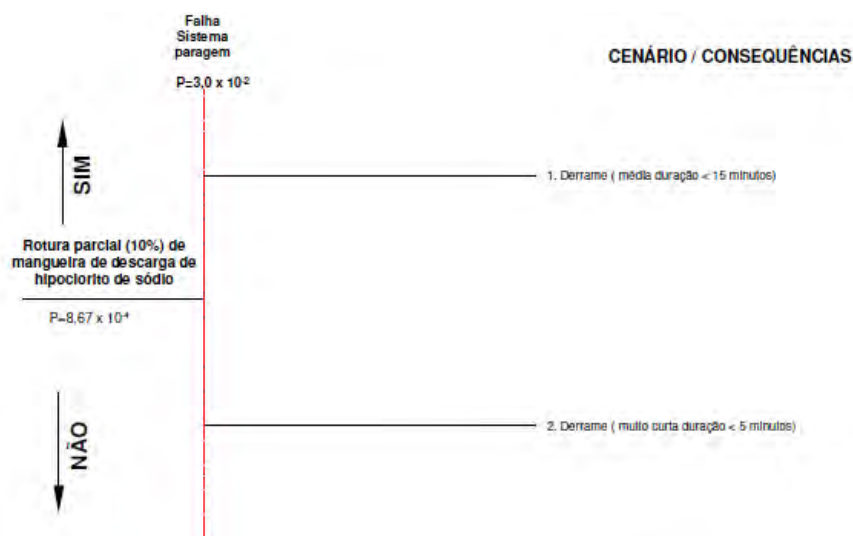 Falha
Sistema
paragem
P=3,0 x 10-2
CENÁRIO / CONSEQUÊNCIAS
SIM
1. Derrame ( média duração < 15 minutos)
Rotura parcial (10%) de
mangueira de descarga de
hipoclorito de sódio
P=8,67 x 10-4
NÃO
2. Derrame ( muito curta duração < 5 minutos)